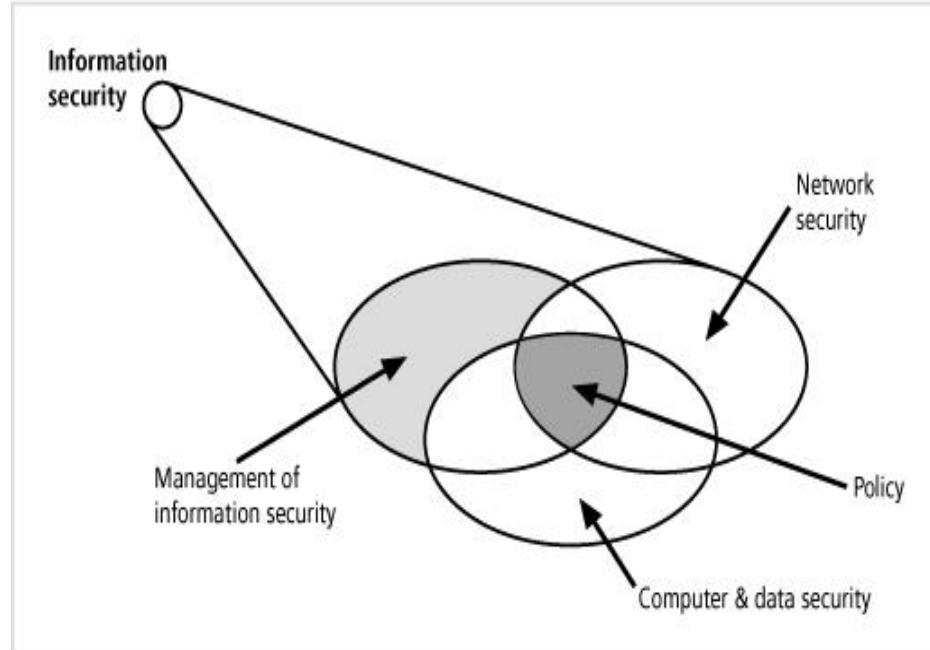 Information
security
Network
security
Management of
information security
Policy
Computer & data security